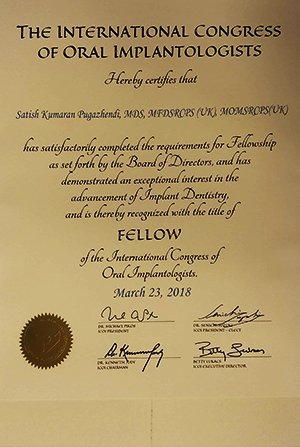 THE INTERNATIONAL CONGRESS
OF ORAL IMPLANTOLOGISTS
Hereby certifies that
Satish Kumaran Pugazhendi, MDS, MFDSRCPS (UK), MOMSRCPS(UK)
has satisfactorily completed the requirements for Fellowship
as set forth by the Board of Directors, and has
demonstrated an exceptional interest in the
advancement of Implant Dentistry,
and is thereby recognized with the title of
FELLOW
of the International Congress of
Oral Implantologists.
March 23, 2018
DR. MICHAEL PIKOS
ICOI PRESIDENT
ICOI PRESIDENT - ELECT
DR. KENNETH JUDY
ICOI CHAIRMAN
BETTY LUKACS
ICOI EXECUTIVE DIRECTOR